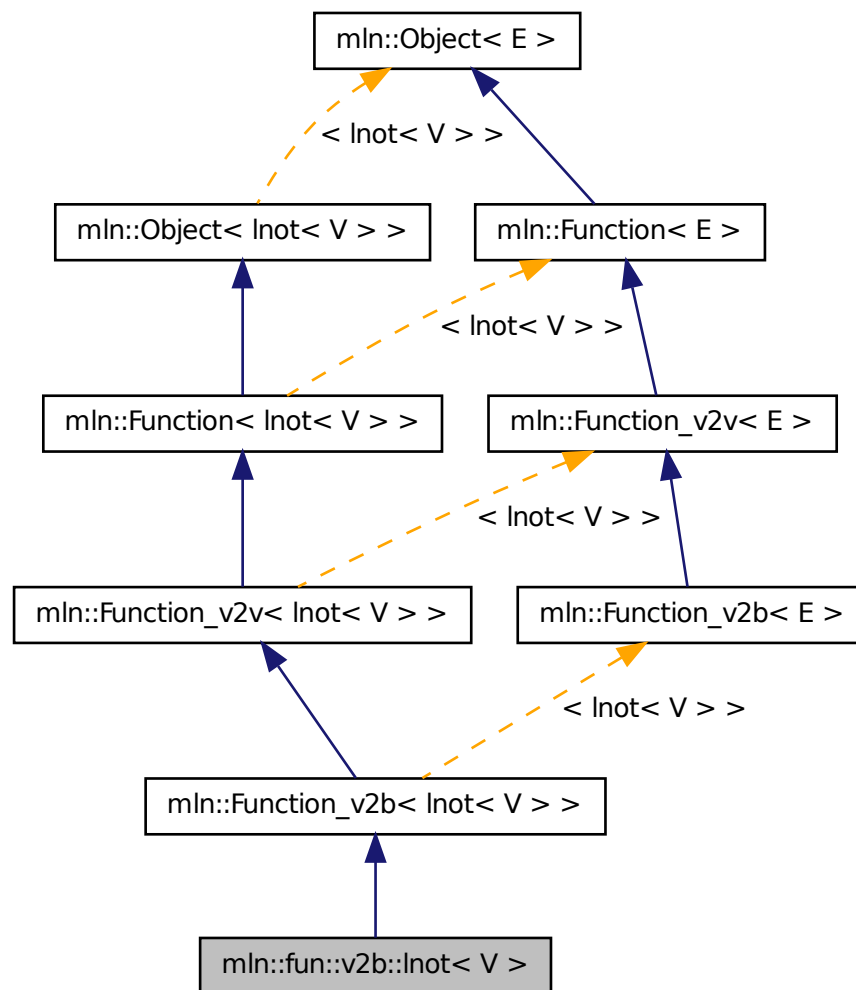 mln::Object< E >
< lnot< V > >
mln::Object< lnot< V > >
mln::Function< E >
< lnot< V > >
mln::Function< lnot< V > >
mln::Function_v2v< E >
< lnot< V > >
mln::Function_v2v< lnot< V > >
mln::Function_v2b< E >
< lnot< V > >
mln::Function_v2b< lnot< V > >
mln::fun::v2b::lnot< V >